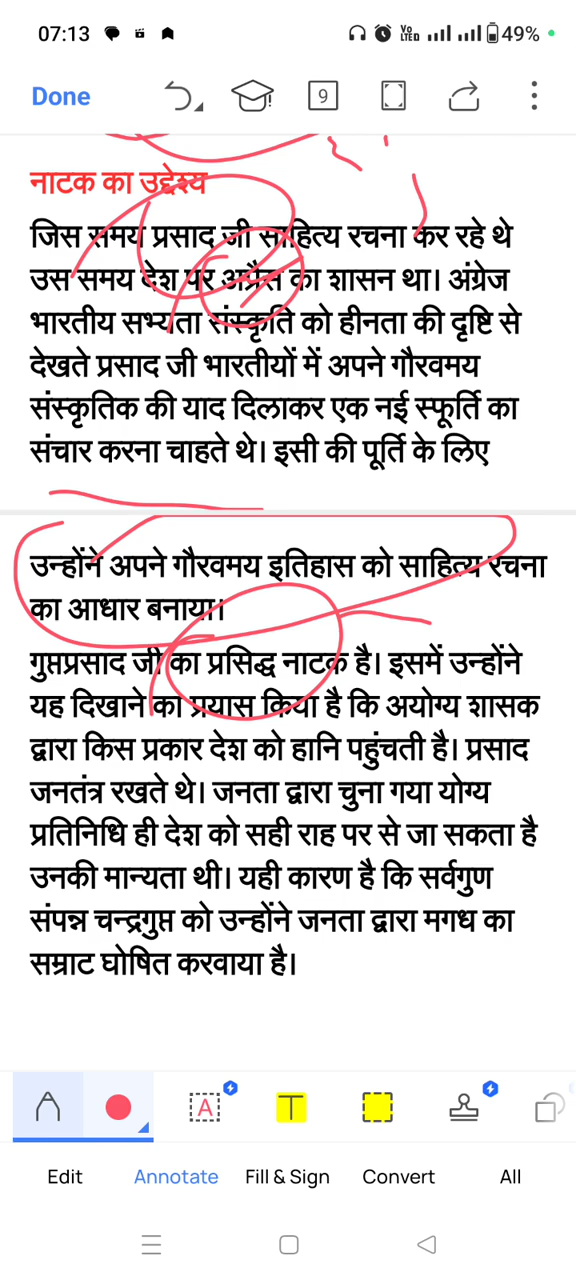 07:13
Vo LTED
49%
Done
9
नाटक का उद्देश्य
जिस समय प्रसाद जी साहित्य रचना कर रहे थे
उस समय देश पर अग्रैस का शासन था। अंग्रेज
भारतीय सभ्यता संस्कृति को हीनता की दृष्टि से
देखते प्रसाद जी भारतीयों में अपने गौरवमय
संस्कृतिक की याद दिलाकर एक नई स्फूर्ति का
संचार करना चाहते थे। इसी की पूर्ति के लिए
उन्होंने अपने गौरवमय इतिहास को साहित्य रचना
का आधार बनाया।
गुप्तप्रसाद जी का प्रसिद्ध नाटक है। इसमें उन्होंने
यह दिखाने का प्रयास किया है कि अयोग्य शासक
द्वारा किस प्रकार देश को हानि पहुंचती है। प्रसाद
जनतंत्र रखते थे। जनता द्वारा चुना गया योग्य
प्रतिनिधि ही देश को सही राह पर से जा सकता है
उनकी मान्यता थी। यही कारण है कि सर्वगुण
संपन्न चन्द्रगुप्त को उन्होंने जनता द्वारा मगध का
सम्राट घोषित करवाया है।
A T
Edit Annotate Fill & Sign Convert All